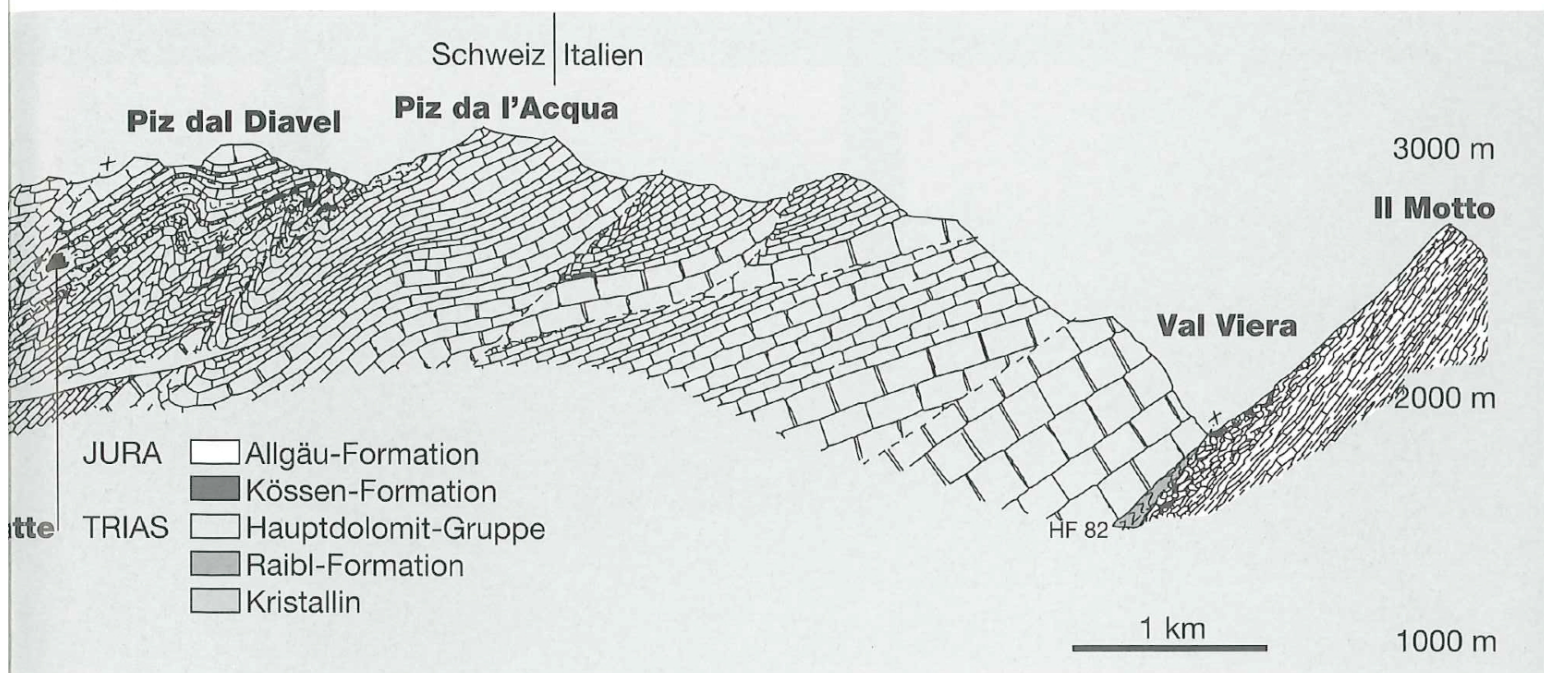 Schweiz Italien
Piz dal Diavel
Piz da l'Acqua
3000 m
Il Motto
Val Viera
2000 m
JURA Allgäu-Formation
Kössen-Formation
TRIAS Hauptdolomit-Gruppe
HF 82
Raibl-Formation
Kristallin
1 km
1000 m